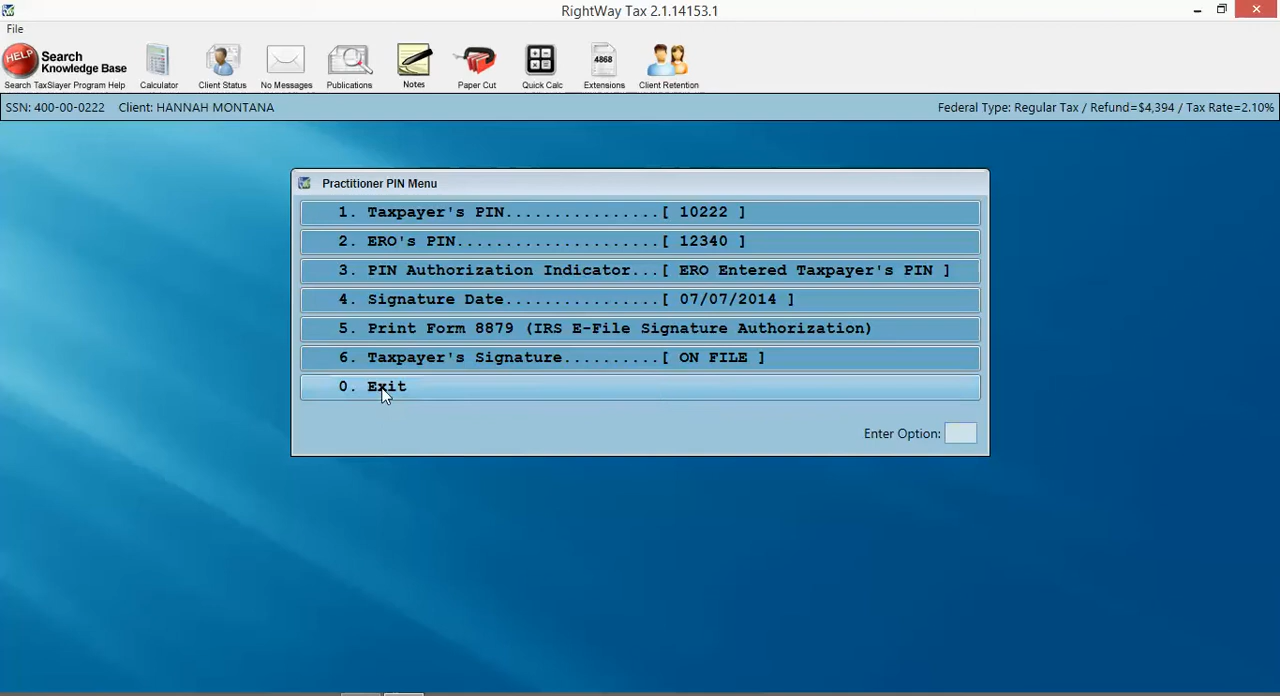 RightWay Tax 2.1.14153.1
File
HELP Search Knowledge Base
4868
Search TaxSlayer Program Help Calculator Client Status No Messages Publications Notes Paper Cut Quick Calc Extensions Client Retention
SSN: 400-00-0222 Client: HANNAH MONTANA Federal Type: Regular Tax / Refund=$4,394 / Tax Rate=2.10%
Practitioner PIN Menu
1. Taxpayer's PIN................[ 10222 ]
2. ERO's PIN.....................[ 12340 ]
3. PIN Authorization Indicator...[ ERO Entered Taxpayer's PIN ]
4. Signature Date................[ 07/07/2014 ]
5. Print Form 8879 (IRS E-File Signature Authorization)
6. Taxpayer's Signature..........[ ON FILE ]
0. Exit
Enter Option: